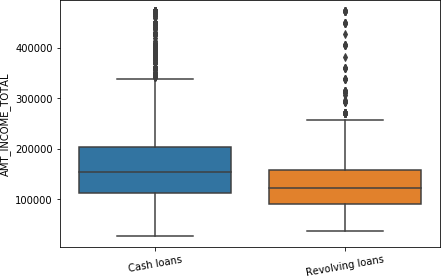 400000
300000
200000
100000
AMT_INCOME_TOTAL
Cash loans
Revolving loans